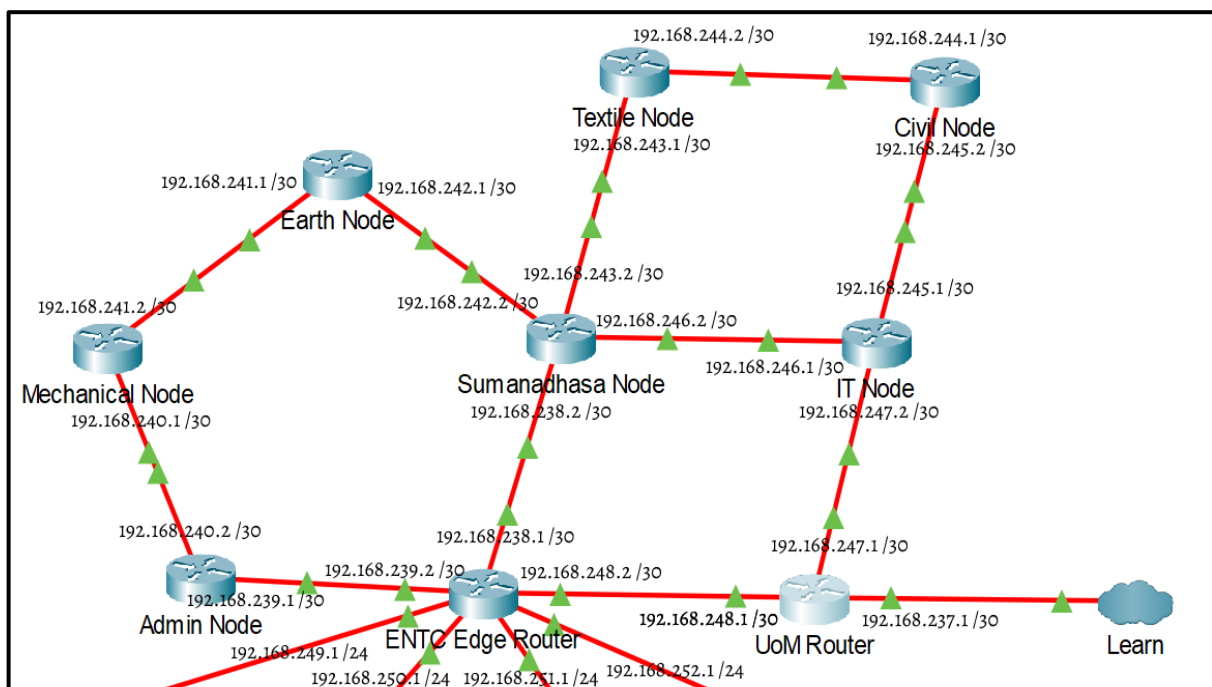 192.168.244.2 /30
192.168.244.1 /30
Textile Node
Civil Node
192.168.243.1 /30
192.168.245.2 /30
192.168.241.1 /30
192.168.242.1 /30
Earth Node
192.168.243.2 /30
192.168.245.1 /30
192.168.241.2 /30
192.168.242.2 /30
192.168.246.2 /30
192.168.246.1 /30
Mechanical Node
Sumanadhasa Node
IT Node
192.168.240.1 /30
192.168.238.2 /30
192.168.247.2 /30
192.168.240.2 /30
192.168.238.1 /30
192.168.247.1 /30
192.168.239.2 /30
192.168.248.2 /30
192.168.239.1 /30
192.168.248.1 /30
192.168.237.1 /30
Admin Node
ENTC Edge Router
UoM Router
Learn
192.168.249.1 /24
192.168.250.1 /24
192.168.251.1 /24
192.168.252.1 /24